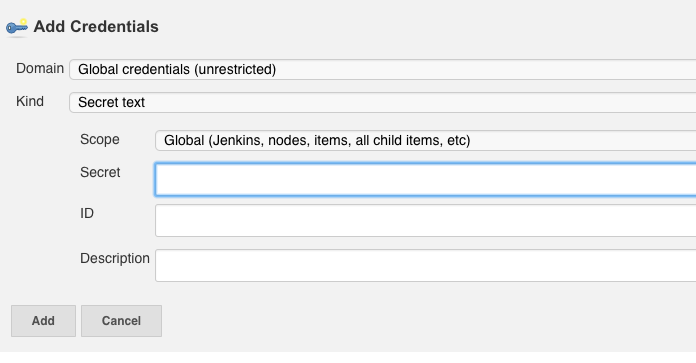 Add Credentials
Domain Global credentials (unrestricted)
Kind Secret text
Scope Global (Jenkins, nodes, items, all child items, etc)
Secret
ID
Description
Add Cancel